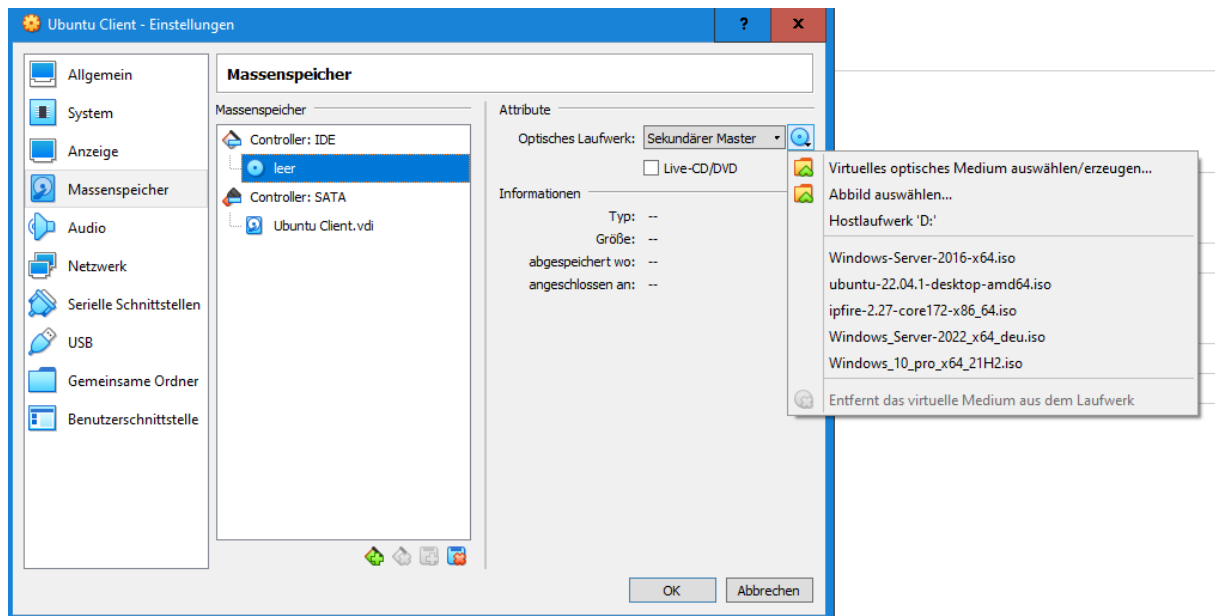 Ubuntu Client - Einstellungen
?
x
Allgemein
System
Anzeige
Massenspeicher
Audio
Netzwerk
Serielle Schnittstellen
USB
Gemeinsame Ordner
Benutzerschnittstelle
Massenspeicher
Massenspeicher
Controller: IDE
leer
Controller: SATA
Ubuntu Client.vdi
Attribute
Optisches Laufwerk: Sekundärer Master
Live-CD/DVD
Informationen
Typ: --
Größe: --
abgespeichert wo: --
angeschlossen an: --
Virtuelles optisches Medium auswählen/erzeugen...
Abbild auswählen...
Hostlaufwerk 'D:'
Windows-Server-2016-x64.iso
ubuntu-22.04.1-desktop-amd64.iso
ipfire-2.27-core172-x86_64.iso
Windows_Server-2022_x64_deu.iso
Windows_10_pro_x64_21H2.iso
Entfernt das virtuelle Medium aus dem Laufwerk
OK
Abbrechen